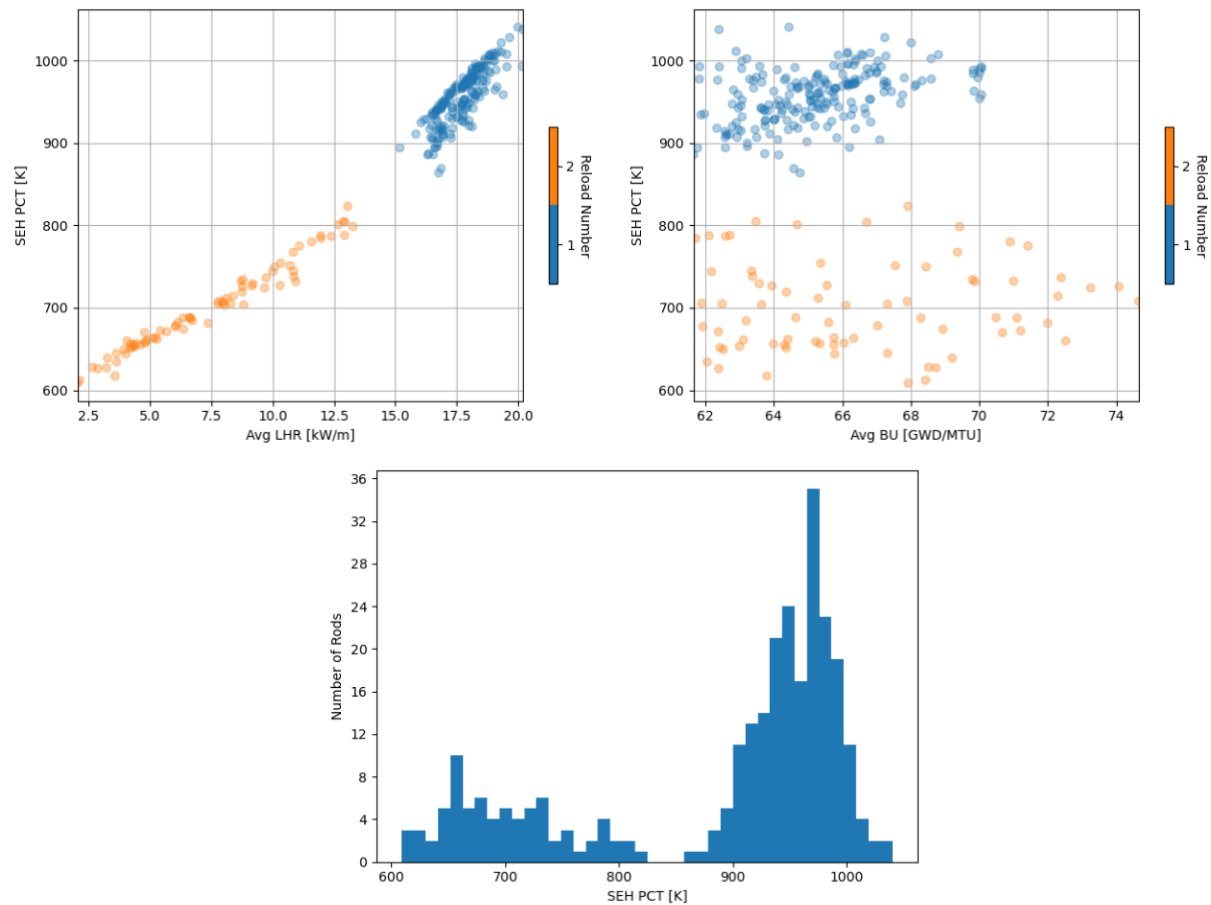 1000
900
800
700
600
SEH PCT [K]
2.5 5.0 7.5 10.0 12.5 15.0 17.5 20.0
Avg LHR [kW/m]
2
1
Reload Number
1000
900
800
700
600
SEH PCT [K]
62 64 66 68 70 72 74
Avg BU [GWD/MTU]
2
1
Reload Number
36
32
28
24
20
16
12
8
4
0
Number of Rods
600 700 800 900 1000
SEH PCT [K]